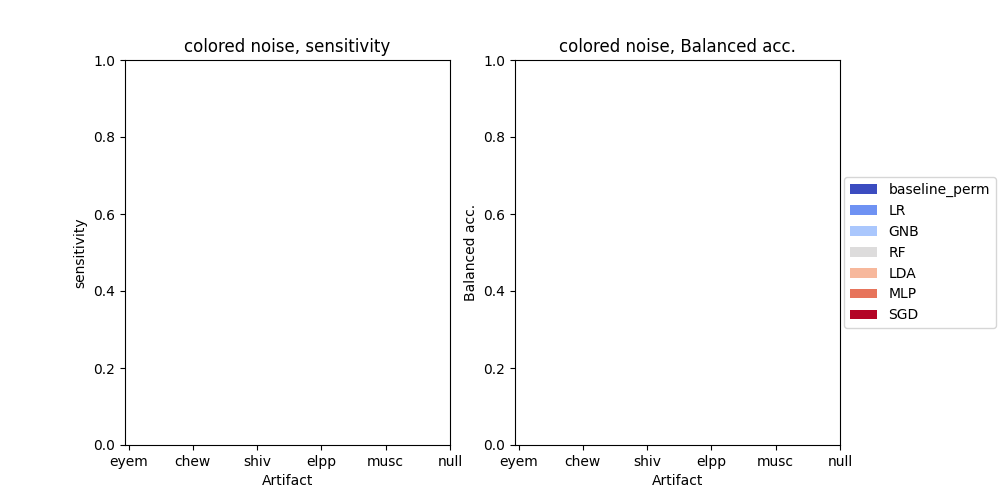 colored noise, sensitivity
1.0
0.8
0.6
0.4
0.2
0.0
sensitivity
eyem chew shiv elpp musc null
Artifact
colored noise, Balanced acc.
1.0
0.8
0.6
0.4
0.2
0.0
Balanced acc.
eyem chew shiv elpp musc null
Artifact
baseline_perm
LR
GNB
RF
LDA
MLP
SGD